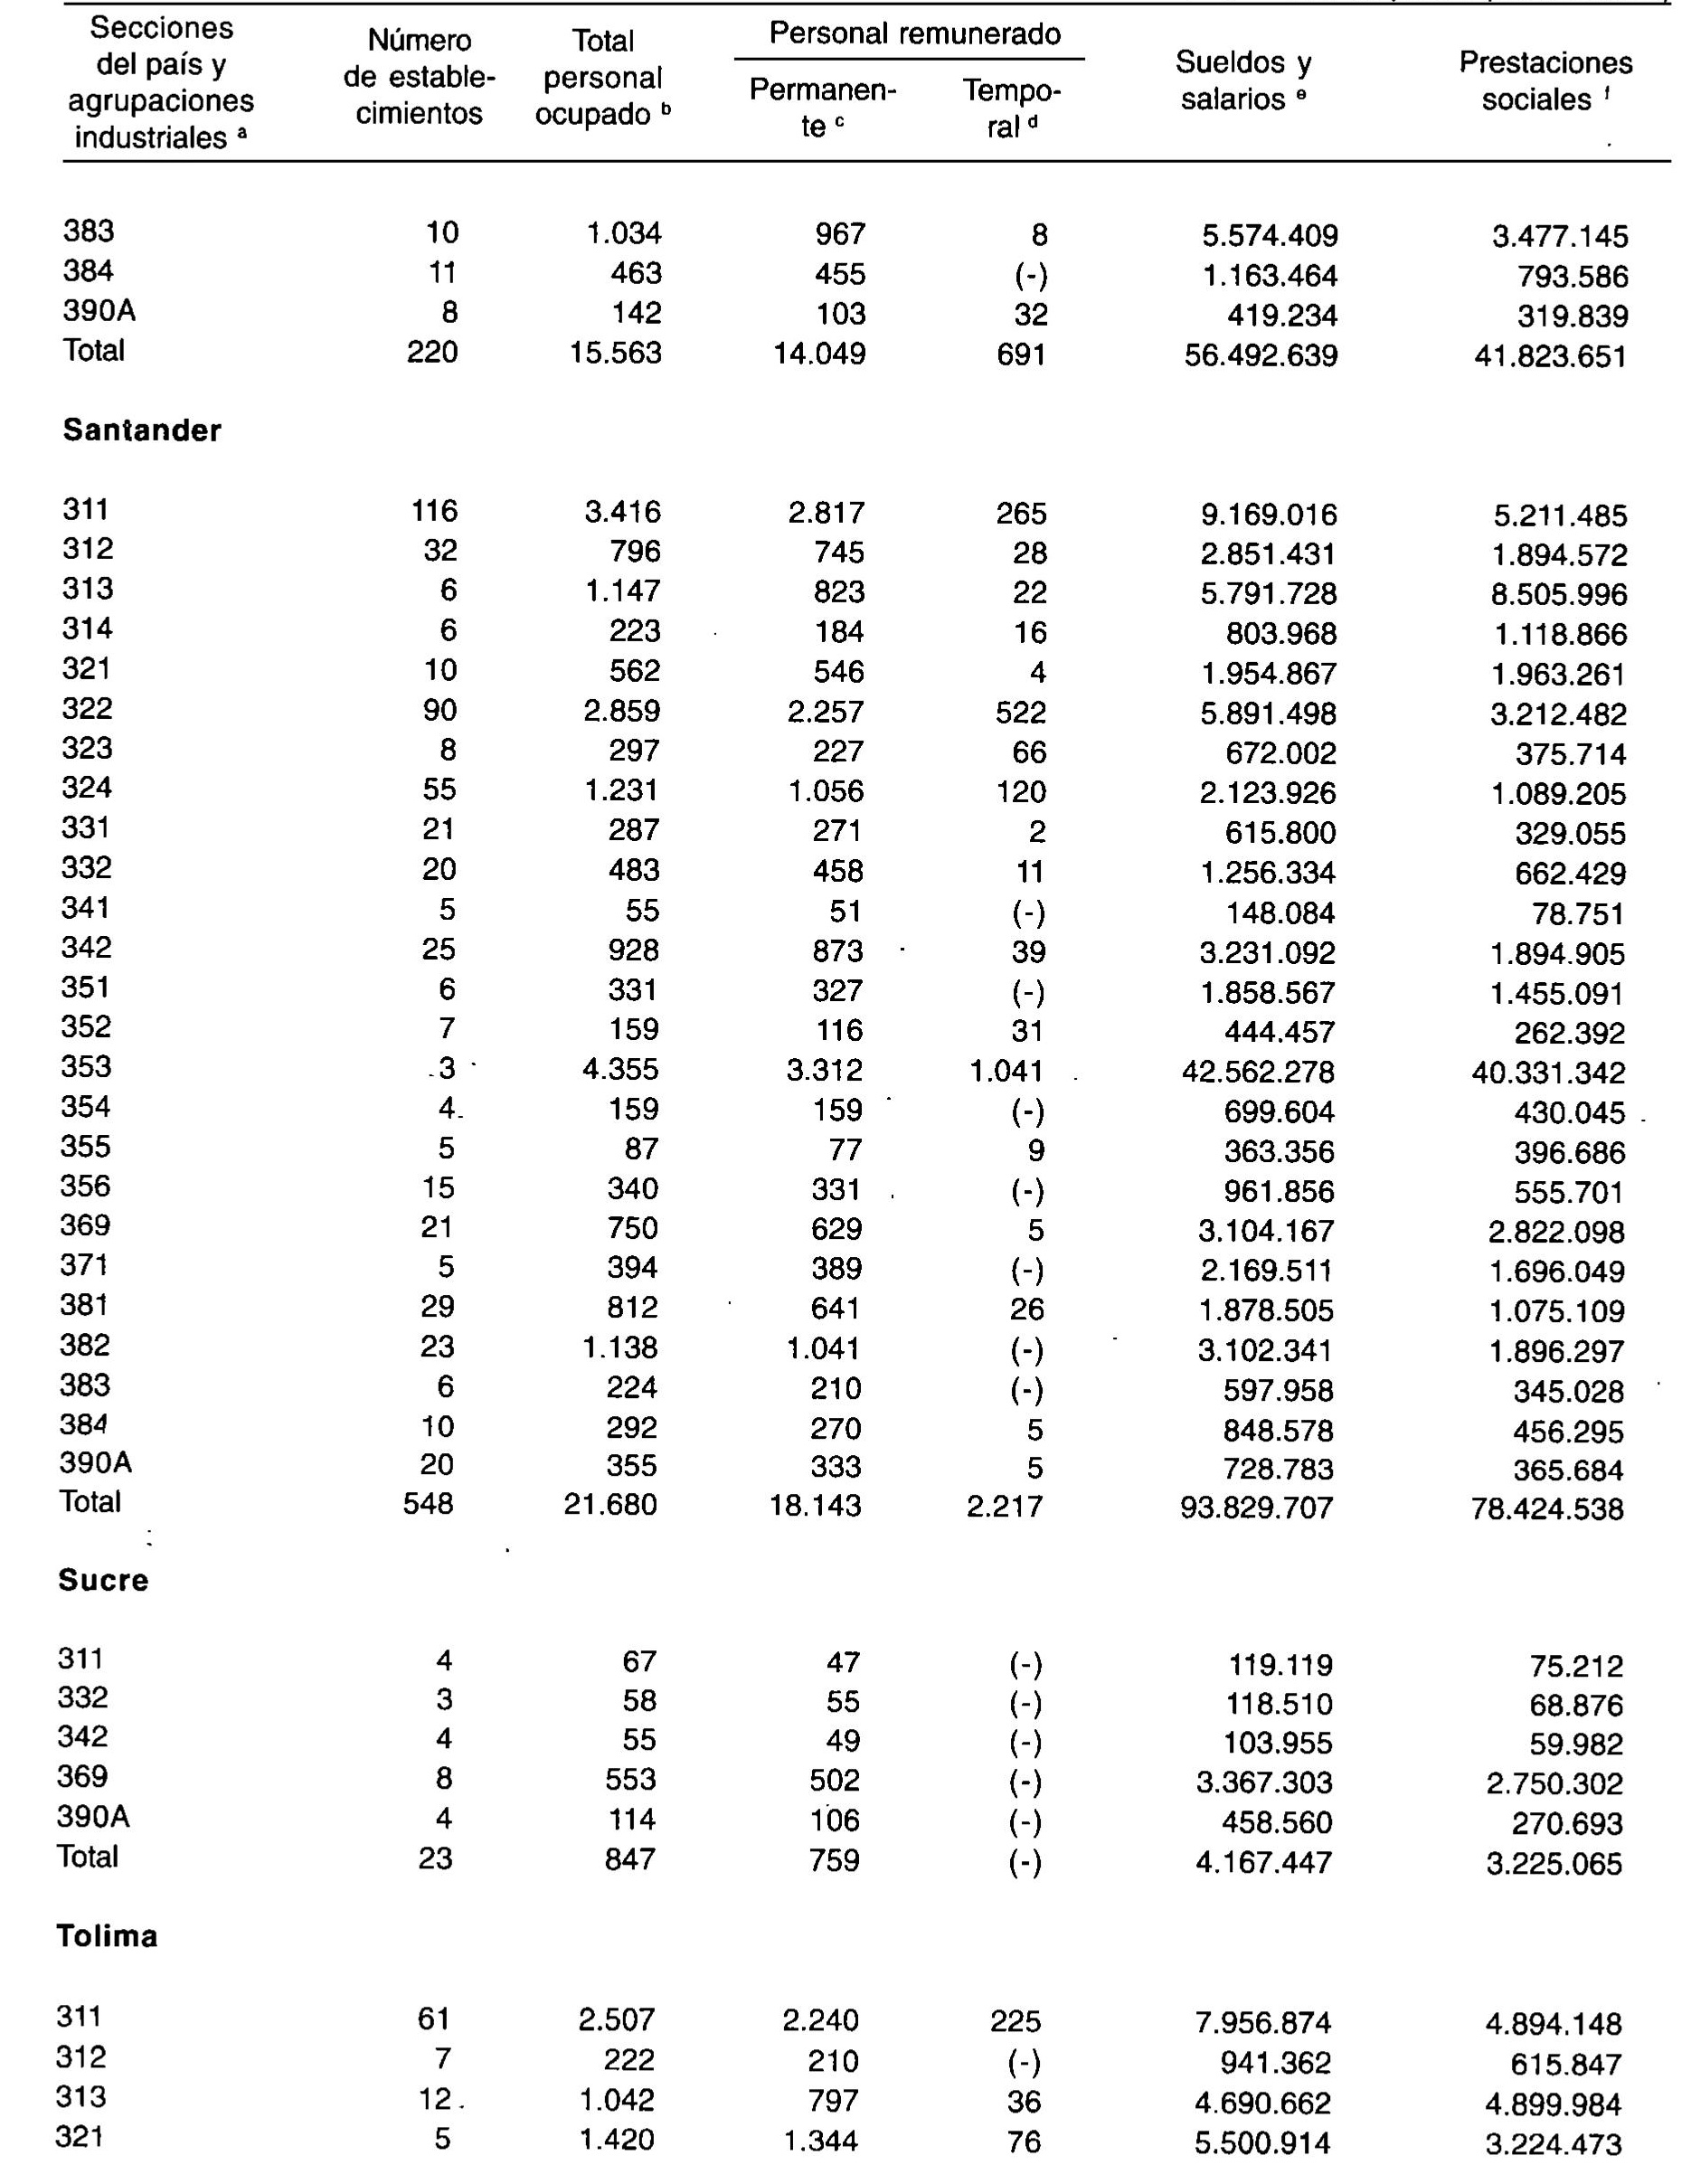 Secciones del país y agrupaciones industriales a Número de estable-cimientos Total personal ocupado b Personal remunerado Permanen-te c Tempo-ral d Sueldos y salarios e Prestaciones sociales f
383 10 1.034 967 8 5.574.409 3.477.145
384 11 463 455 (-) 1.163.464 793.586
390A 8 142 103 32 419.234 319.839
Total 220 15.563 14.049 691 56.492.639 41.823.651
Santander
311 116 3.416 2.817 265 9.169.016 5.211.485
312 32 796 745 28 2.851.431 1.894.572
313 6 1.147 823 22 5.791.728 8.505.996
314 6 223 184 16 803.968 1.118.866
321 10 562 546 4 1.954.867 1.963.261
322 90 2.859 2.257 522 5.891.498 3.212.482
323 8 297 227 66 672.002 375.714
324 55 1.231 1.056 120 2.123.926 1.089.205
331 21 287 271 2 615.800 329.055
332 20 483 458 11 1.256.334 662.429
341 5 55 51 (-) 148.084 78.751
342 25 928 873 39 3.231.092 1.894.905
351 6 331 327 (-) 1.858.567 1.455.091
352 7 159 116 31 444.457 262.392
353 3 4.355 3.312 1.041 42.562.278 40.331.342
354 4 159 159 (-) 699.604 430.045
355 5 87 77 9 363.356 396.686
356 15 340 331 (-) 961.856 555.701
369 21 750 629 5 3.104.167 2.822.098
371 5 394 389 (-) 2.169.511 1.696.049
381 29 812 641 26 1.878.505 1.075.109
382 23 1.138 1.041 (-) 3.102.341 1.896.297
383 6 224 210 (-) 597.958 345.028
384 10 292 270 5 848.578 456.295
390A 20 355 333 5 728.783 365.684
Total 548 21.680 18.143 2.217 93.829.707 78.424.538
Sucre
311 4 67 47 (-) 119.119 75.212
332 3 58 55 (-) 118.510 68.876
342 4 55 49 (-) 103.955 59.982
369 8 553 502 (-) 3.367.303 2.750.302
390A 4 114 106 (-) 458.560 270.693
Total 23 847 759 (-) 4.167.447 3.225.065
Tolima
311 61 2.507 2.240 225 7.956.874 4.894.148
312 7 222 210 (-) 941.362 615.847
313 12 1.042 797 36 4.690.662 4.899.984
321 5 1.420 1.344 76 5.500.914 3.224.473